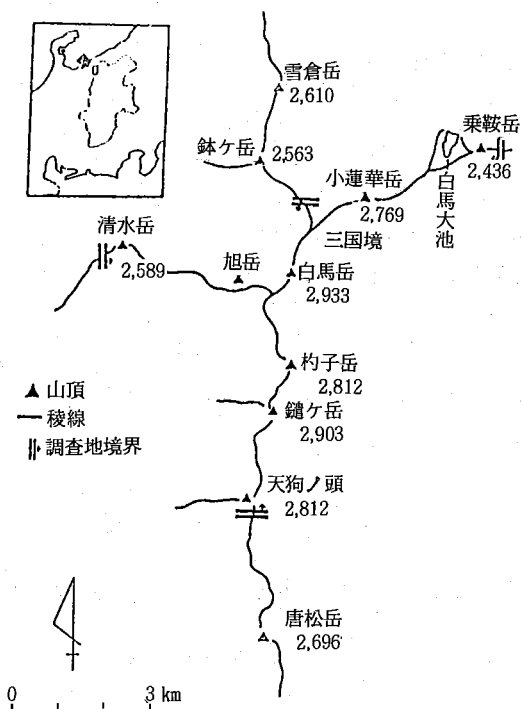 雪倉岳
2,610
乗鞍岳
2,436
鉢ケ岳
2,563
小蓮華岳
2,769
白馬大池
三国境
清水岳
2,589
旭岳
白馬岳
2,933
杓子岳
2,812
鑓ケ岳
2,903
▲山頂
━稜線
調査地境界
天狗ノ頭
2,812
唐松岳
2,696
0 3 km